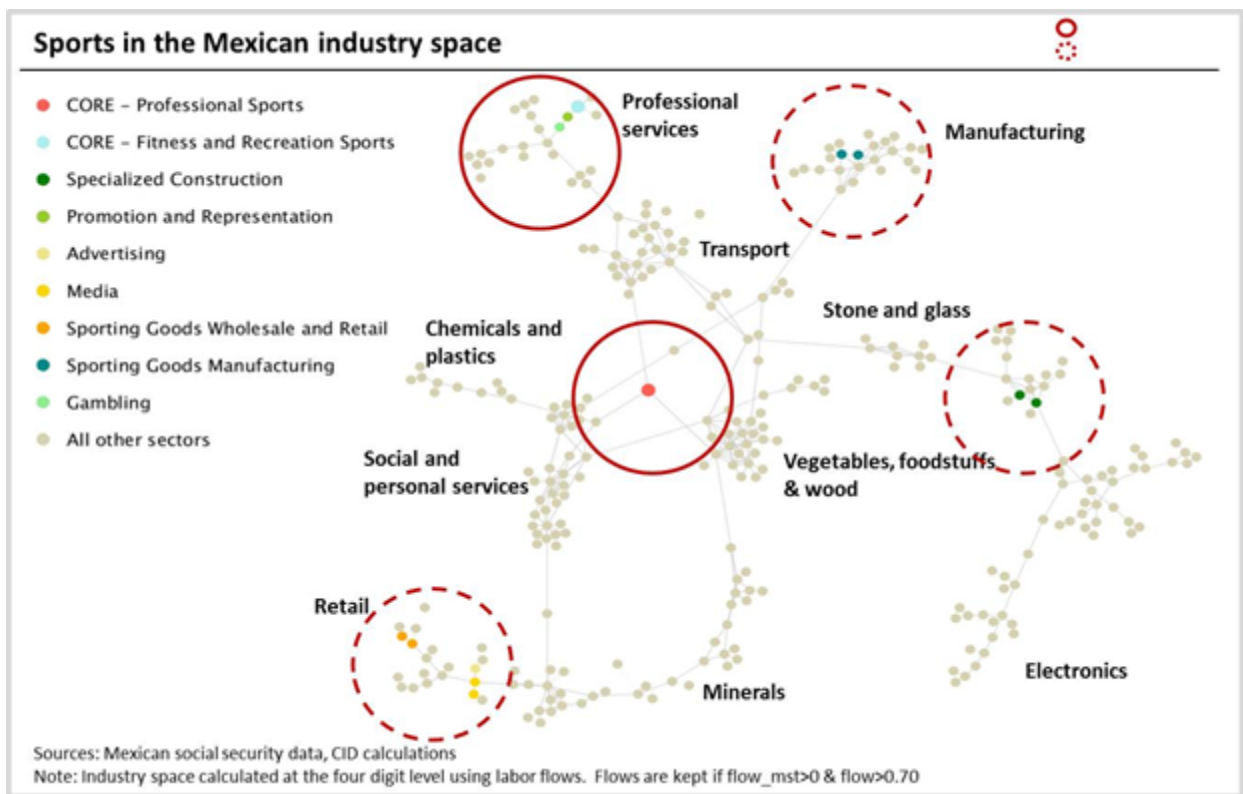 Sports in the Mexican industry space
CORE – Professional Sports
CORE – Fitness and Recreation Sports
Specialized Construction
Promotion and Representation
Advertising
Media
Sporting Goods Wholesale and Retail
Sporting Goods Manufacturing
Gambling
All other sectors
Professional
services
Manufacturing
Transport
Stone and glass
Chemicals and
plastics
Social and
personal services
Vegetables, foodstuffs
& wood
Retail
Minerals
Electronics
Sources: Mexican social security data, CID calculations
Note: Industry space calculated at the four digit level using labor flows.  Flows are kept if flow_mst>0 & flow>0.70